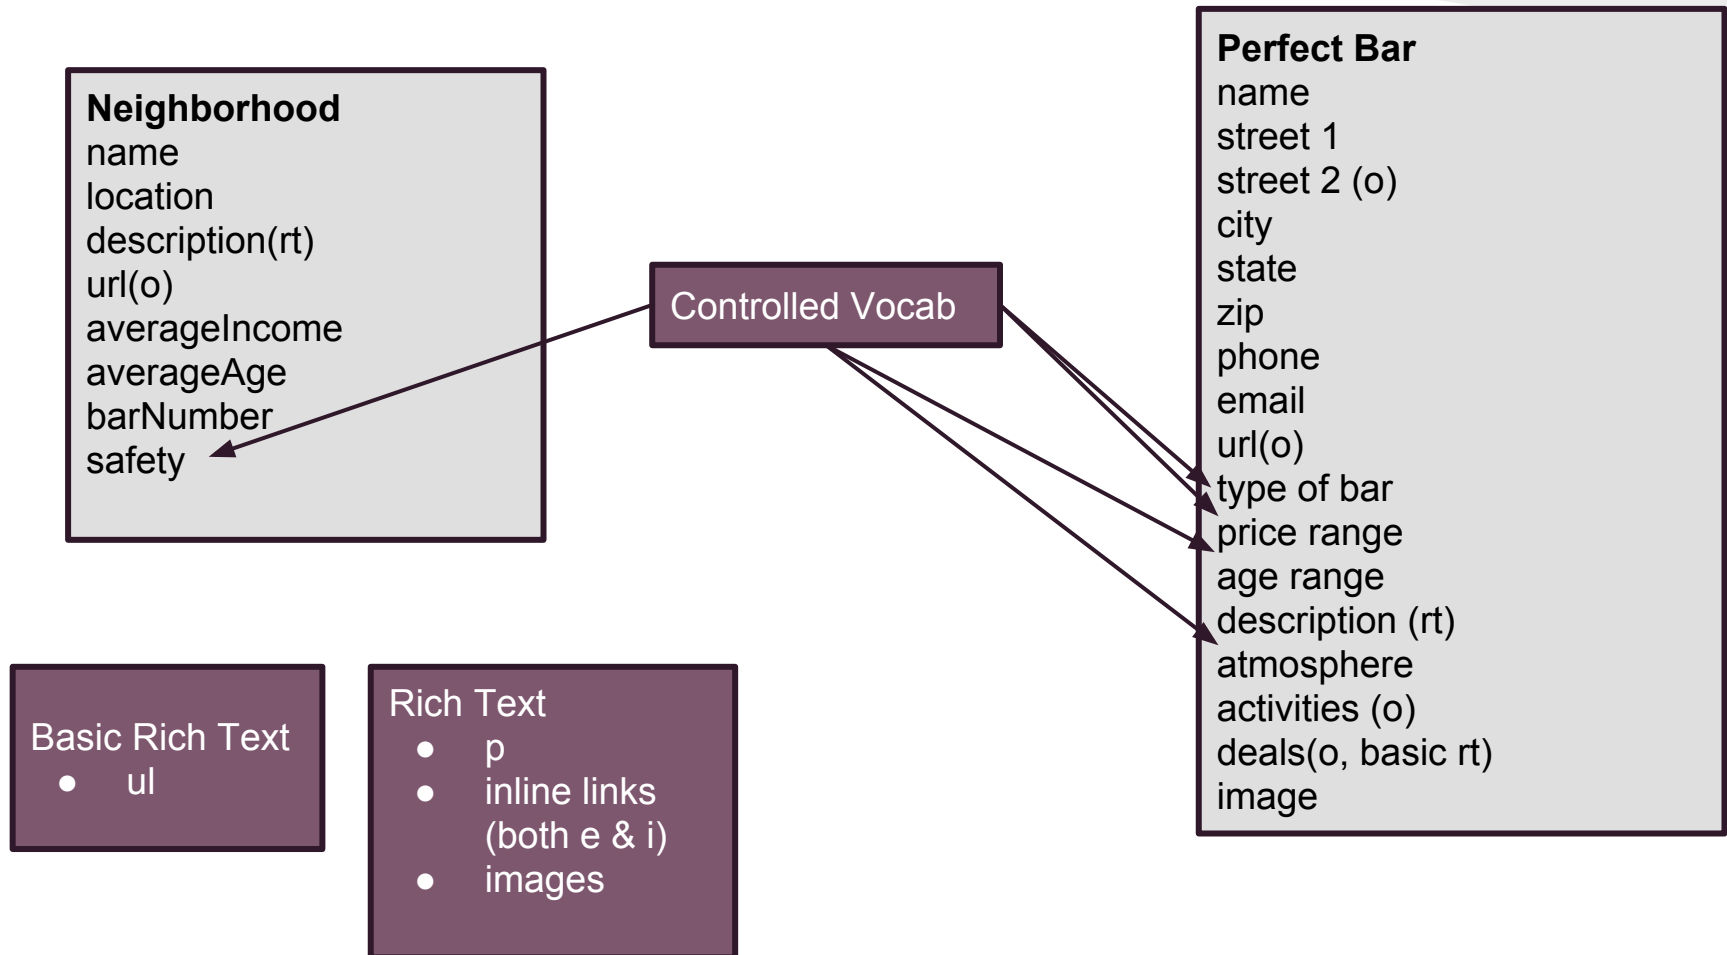 Neighborhood
name
location
description(rt)
url(o)
averageIncome
averageAge
barNumber
safety
Controlled Vocab
Perfect Bar
name
street 1
street 2 (o)
city
state
zip
phone
email
url(o)
type of bar
price range
age range
description (rt)
atmosphere
activities (o)
deals(o, basic rt)
image
Basic Rich Text
● ul
Rich Text
● p
● inline links
(both e & i)
● images